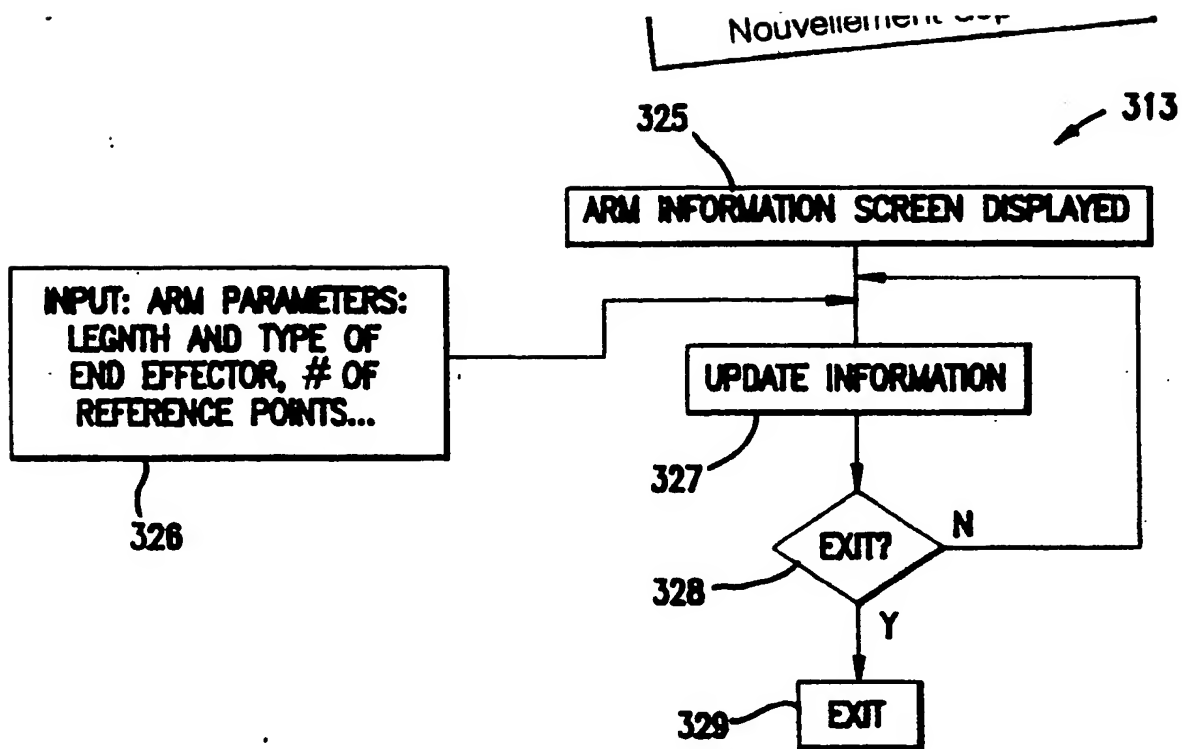 Nouvellement
313
325
ARM INFORMATION SCREEN DISPLAYED
INPUT: ARM PARAMETERS:
LEGNTH AND TYPE OF
END EFFECTOR, # OF
REFERENCE POINTS...
326
UPDATE INFORMATION
327
EXIT?
N
328
Y
EXIT
329